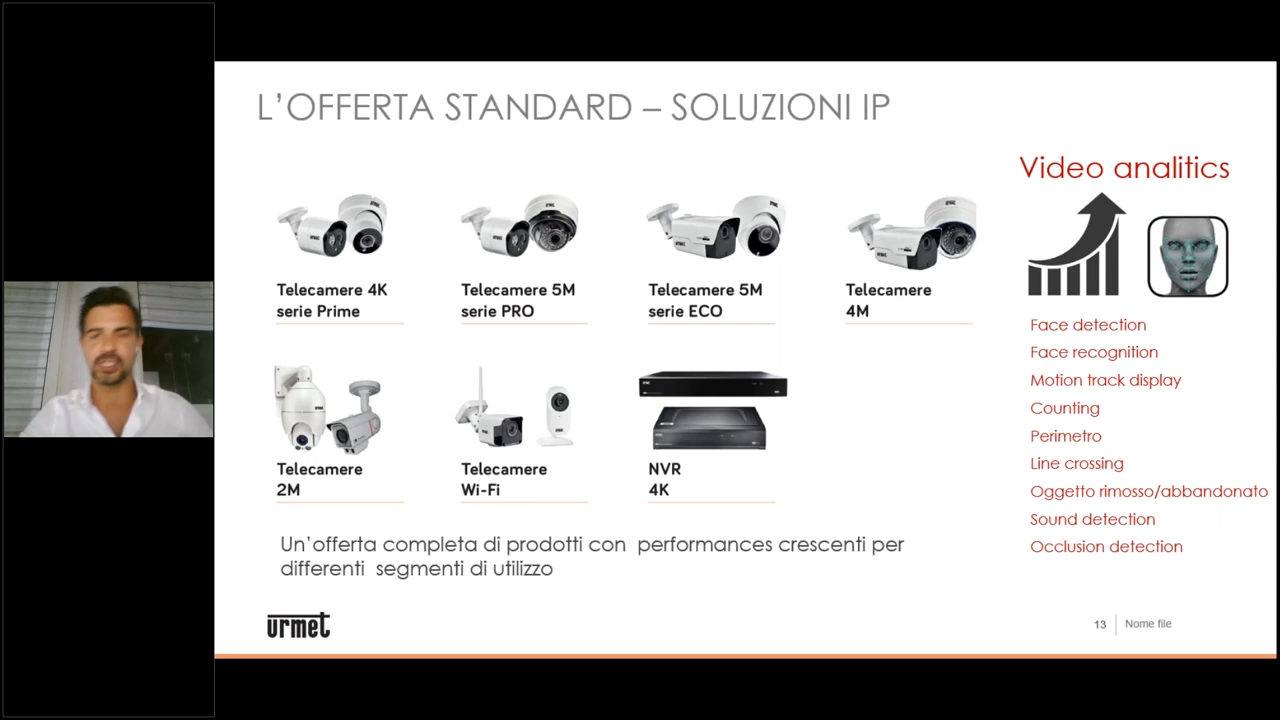 L'OFFERTA STANDARD – SOLUZIONI IP
Video analitics
Telecamere 4K
serie Prime
Telecamere 5M
serie PRO
Telecamere 5M
serie ECO
Telecamere
4M
Telecamere
2M
Telecamere
Wi-Fi
NVR
4K
Face detection
Face recognition
Motion track display
Counting
Perimetro
Line crossing
Oggetto rimosso/abbandonato
Sound detection
Occlusion detection
Un'offerta completa di prodotti con performances crescenti per
differenti segmenti di utilizzo
urmet
13
Nome file